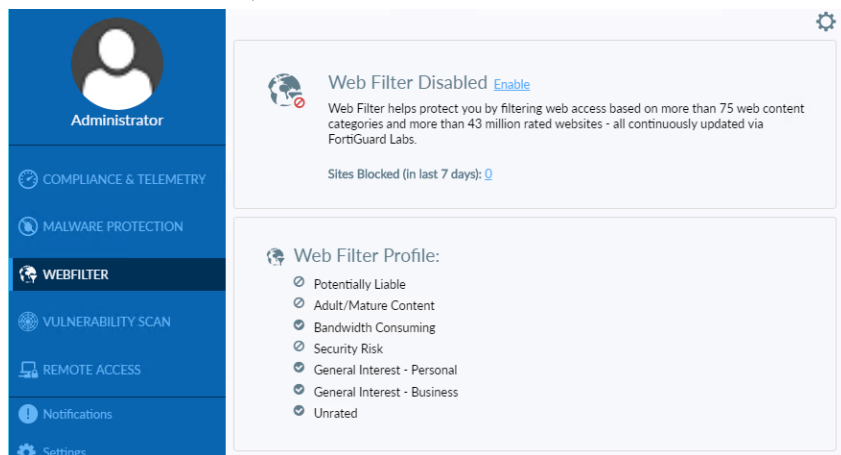 Administrator
COMPLIANCE & TELEMETRY
MALWARE PROTECTION
WEBFILTER
VULNERABILITY SCAN
REMOTE ACCESS
Notifications
Settings
Web Filter Disabled Enable
Web Filter helps protect you by filtering web access based on more than 75 web content
categories and more than 43 million rated websites - all continuously updated via
FortiGuard Labs.
Sites Blocked (in last 7 days): 0
Web Filter Profile:
Potentially Liable
Adult/Mature Content
Bandwidth Consuming
Security Risk
General Interest - Personal
General Interest - Business
Unrated